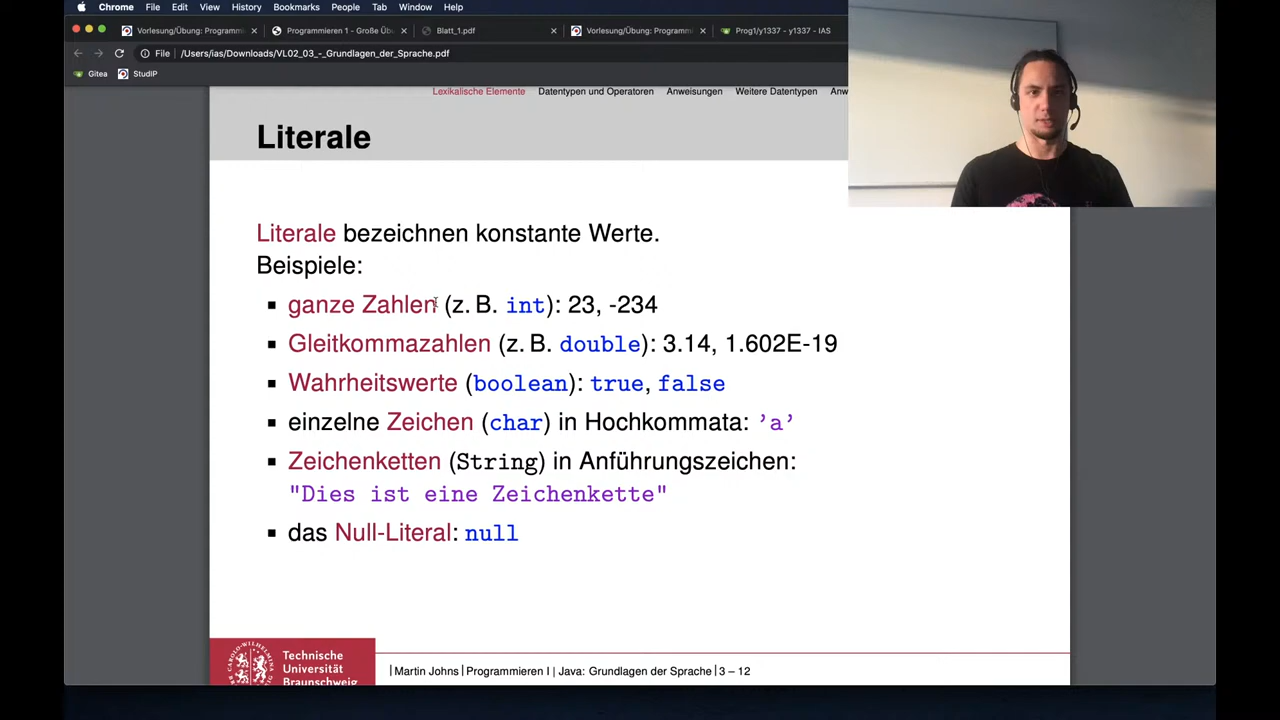 Chrome File Edit View History Bookmarks People Tab Window Help
Vorlesung/Übung: Programmi Programmieren 1 - Große Üb Blatt_1.pdf Vorlesung/Übung: Programmi Prog1/y1337 - y1337 - IAS
File /Users/ias/Downloads/VL02_03_-_Grundlagen_der_Sprache.pdf
Gitea StudIP
Lexikalische Elemente Datentypen und Operatoren Anweisungen Weitere Datentypen Anw
Literale
Literale bezeichnen konstante Werte.
Beispiele:
▪ ganze Zahlen (z. B. int): 23, -234
▪ Gleitkommazahlen (z. B. double): 3.14, 1.602E-19
▪ Wahrheitswerte (boolean): true, false
▪ einzelne Zeichen (char) in Hochkommata: 'a'
▪ Zeichenketten (String) in Anführungszeichen:
"Dies ist eine Zeichenkette"
▪ das Null-Literal: null
Technische
Universität
Braunschweig
| Martin Johns | Programmieren I | Java: Grundlagen der Sprache | 3 – 12